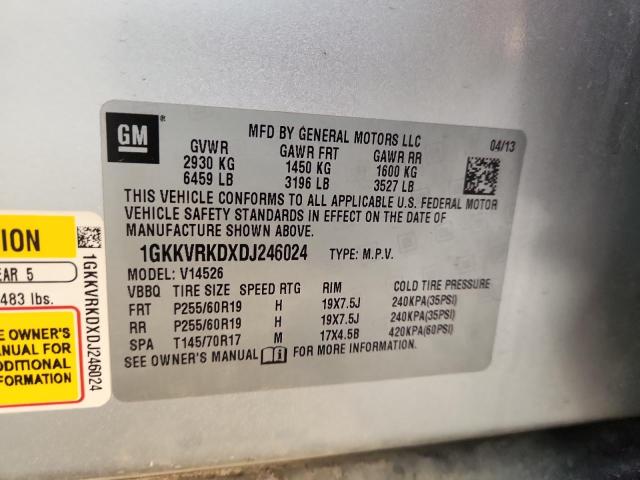 GM
MFD BY GENERAL MOTORS LLC
04/13
GVWR GAWR FRT GAWR RR
2930 KG 1450 KG 1600 KG
6459 LB 3196 LB 3527 LB
THIS VEHICLE CONFORMS TO ALL APPLICABLE U.S. FEDERAL MOTOR
VEHICLE SAFETY STANDARDS IN EFFECT ON THE DATE OF
MANUFACTURE SHOWN ABOVE.
1GKKVRKDXDJ246024 TYPE: M.P.V.
MODEL: V14526
VBBQ TIRE SIZE SPEED RTG RIM COLD TIRE PRESSURE
FRT P255/60R19 H 19X7.5J 240KPA(35PSI)
RR P255/60R19 H 19X7.5J 240KPA(35PSI)
SPA T145/70R17 M 17X4.5B 420KPA(60PSI)
SEE OWNER'S MANUAL FOR MORE INFORMATION.
TION
EAR 5
483 lbs.
E OWNER'S
ANUAL FOR
DDITIONAL
FORMATION
1GKKVRKDXDJ246024